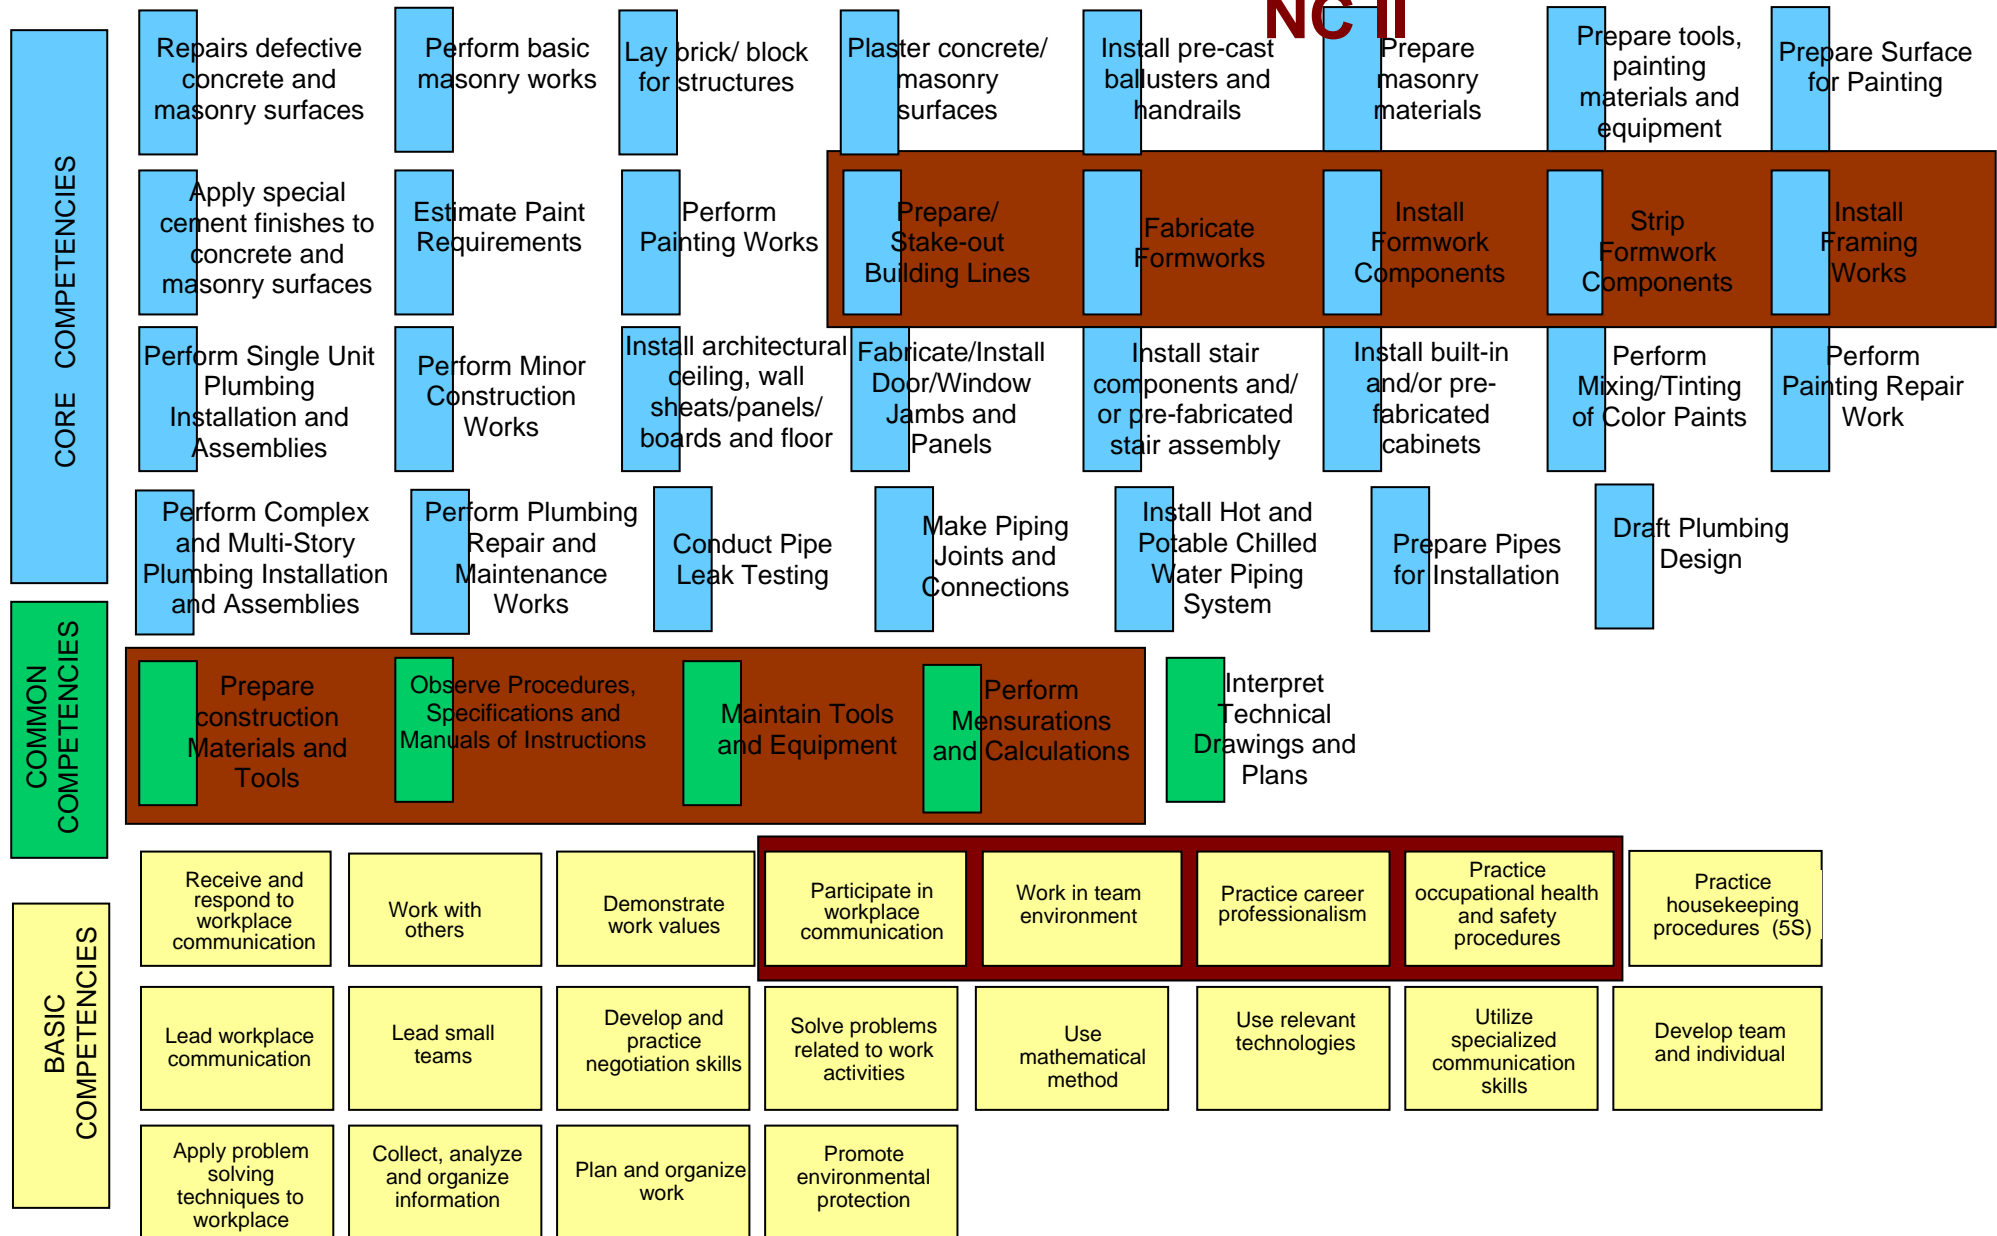 NC II
CORE COMPETENCIES
Repairs defective
concrete and
masonry surfaces
Perform basic
masonry works
Lay brick/ block
for structures
Plaster concrete/
masonry
surfaces
Install pre-cast
ballusters and
handrails
Prepare
masonry
materials
Prepare tools,
painting
materials and
equipment
Prepare Surface
for Painting
Apply special
cement finishes to
concrete and
masonry surfaces
Estimate Paint
Requirements
Perform
Painting Works
Prepare/
Stake-out
Building Lines
Fabricate
Formworks
Install
Formwork
Components
Strip
Formwork
Components
Install
Framing
Works
Perform Single Unit
Plumbing
Installation and
Assemblies
Perform Minor
Construction
Works
Install architectural
ceiling, wall
sheats/panels/
boards and floor
Fabricate/Install
Door/Window
Jambs and
Panels
Install stair
components and/
or pre-fabricated
stair assembly
Install built-in
and/or pre-
fabricated
cabinets
Perform
Mixing/Tinting
of Color Paints
Perform
Painting Repair
Work
Perform Complex
and Multi-Story
Plumbing Installation
and Assemblies
Perform Plumbing
Repair and
Maintenance
Works
Conduct Pipe
Leak Testing
Make Piping
Joints and
Connections
Install Hot and
Potable Chilled
Water Piping
System
Prepare Pipes
for Installation
Draft Plumbing
Design
COMMON
COMPETENCIES
Prepare
construction
Materials and
Tools
Observe Procedures,
Specifications and
Manuals of Instructions
Maintain Tools
and Equipment
Perform
Mensurations
and Calculations
Interpret
Technical
Drawings and
Plans
BASIC
COMPETENCIES
Receive and
respond to
workplace
communication
Work with
others
Demonstrate
work values
Participate in
workplace
communication
Work in team
environment
Practice career
professionalism
Practice
occupational health
and safety
procedures
Practice
housekeeping
procedures (5S)
Lead workplace
communication
Lead small
teams
Develop and
practice
negotiation skills
Solve problems
related to work
activities
Use
mathematical
method
Use relevant
technologies
Utilize
specialized
communication
skills
Develop team
and individual
Apply problem
solving
techniques to
workplace
Collect, analyze
and organize
information
Plan and organize
work
Promote
environmental
protection